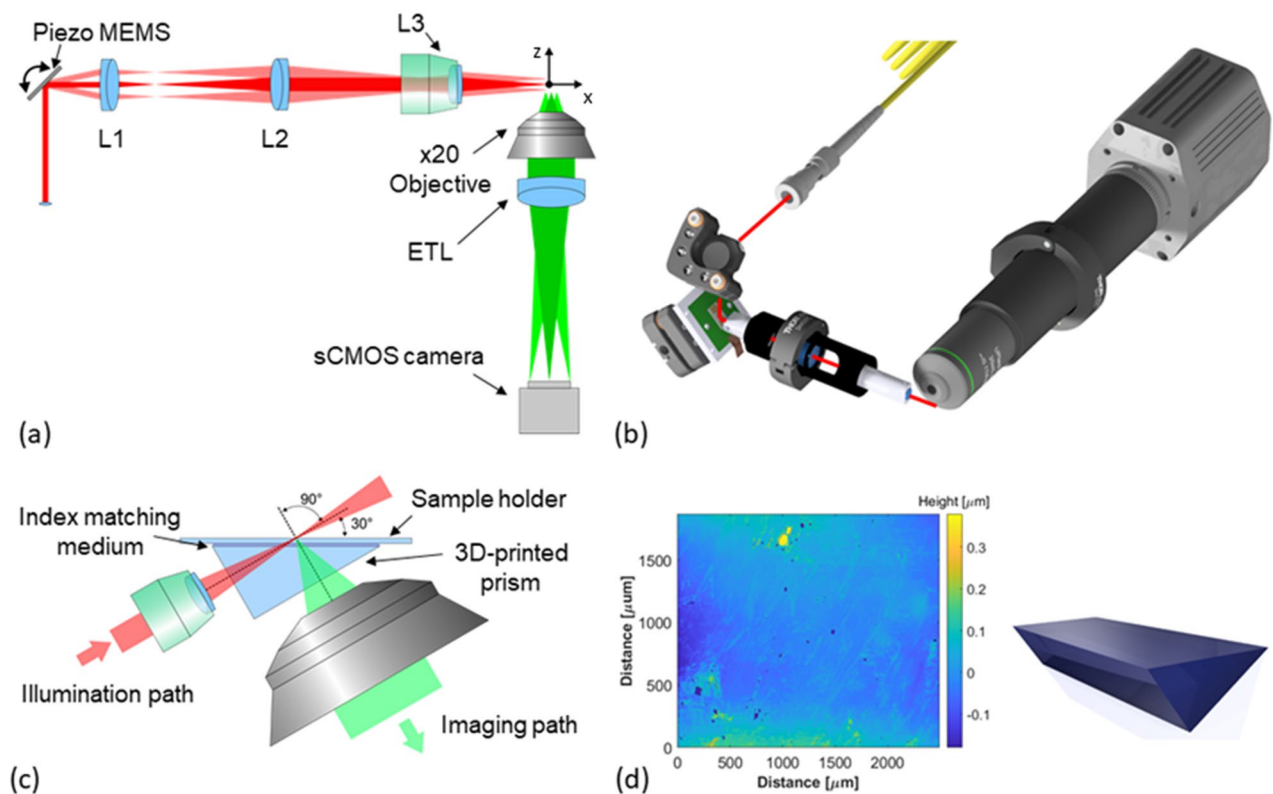 Piezo MEMS
L3
z
x
L1
L2
x20
Objective
ETL
sCMOS camera
(a)
(b)
90°
30°
Sample holder
Index matching
medium
3D-printed
prism
Illumination path
Imaging path
(c)
Height [μm]
1500
1000
500
0
Distance [μum]
0.3
0.2
0.1
0
-0.1
0
500
1000
1500
2000
Distance [μm]
(d)